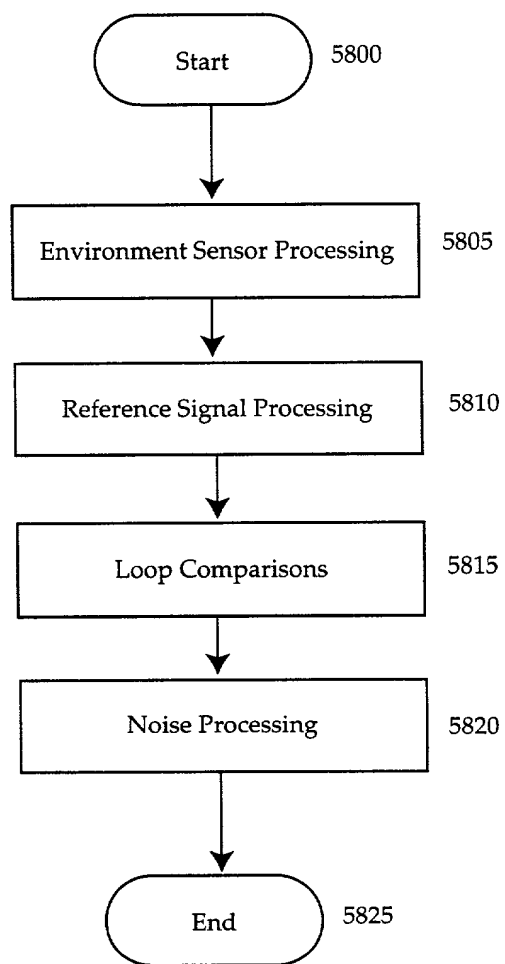 Start 5800
Environment Sensor Processing 5805
Reference Signal Processing 5810
Loop Comparisons 5815
Noise Processing 5820
End 5825